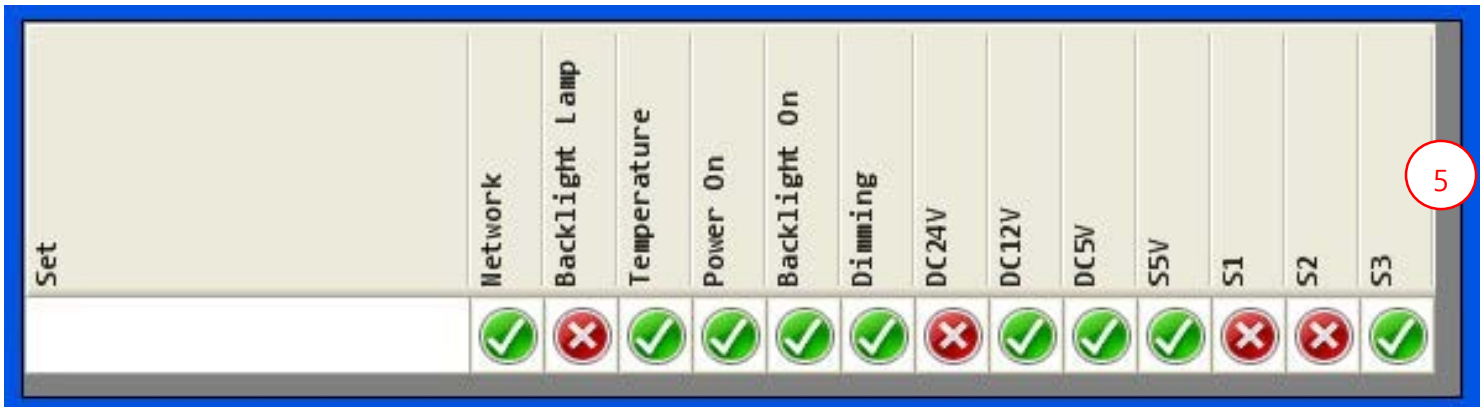 Set
Network
Backlight Lamp
Temperature
Power On
Backlight On
Dimming
DC24V
DC12V
DC5V
S5V
S1
S2
S3
5